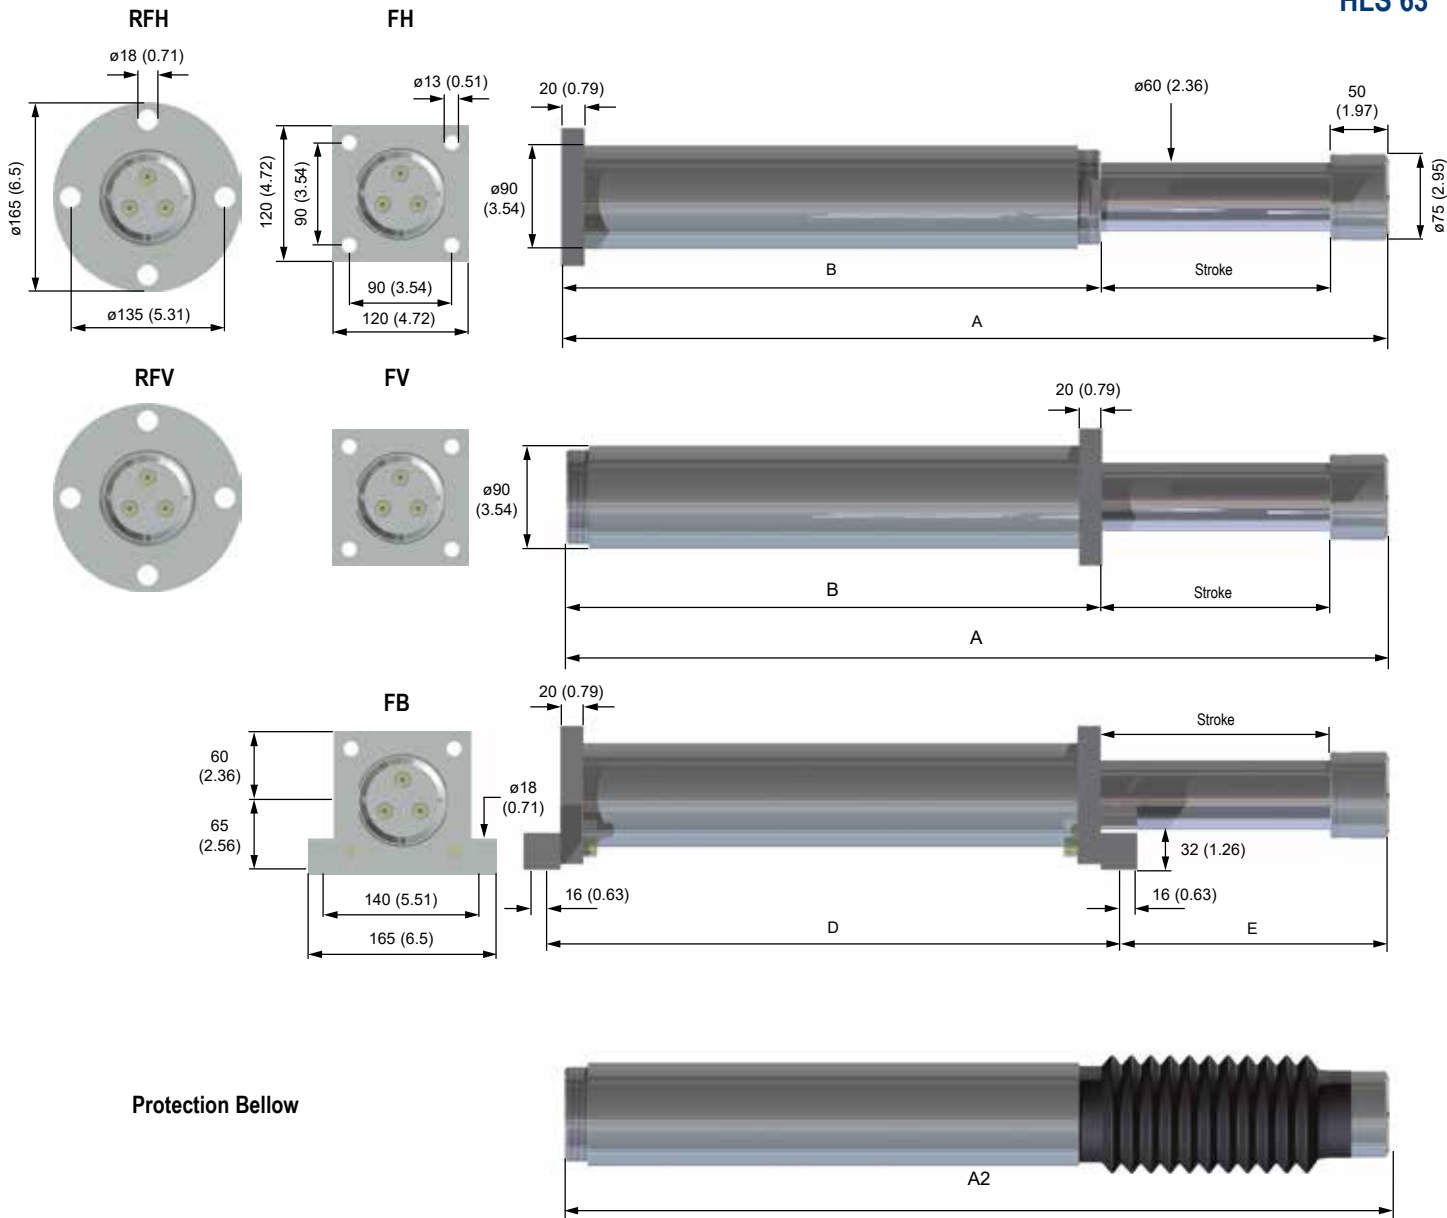 HLS 63
RFH
FH
ø18 (0.71)
ø165 (6.5)
ø135 (5.31)
ø13 (0.51)
120 (4.72)
90 (3.54)
90 (3.54)
120 (4.72)
20 (0.79)
ø90
(3.54)
ø60 (2.36)
50
(1.97)
ø75 (2.95)
B
Stroke
A
RFV
FV
20 (0.79)
ø90
(3.54)
B
Stroke
A
FB
60
(2.36)
65
(2.56)
ø18
(0.71)
140 (5.51)
165 (6.5)
20 (0.79)
Stroke
32 (1.26)
16 (0.63)
16 (0.63)
D
E
Protection Bellow
A2